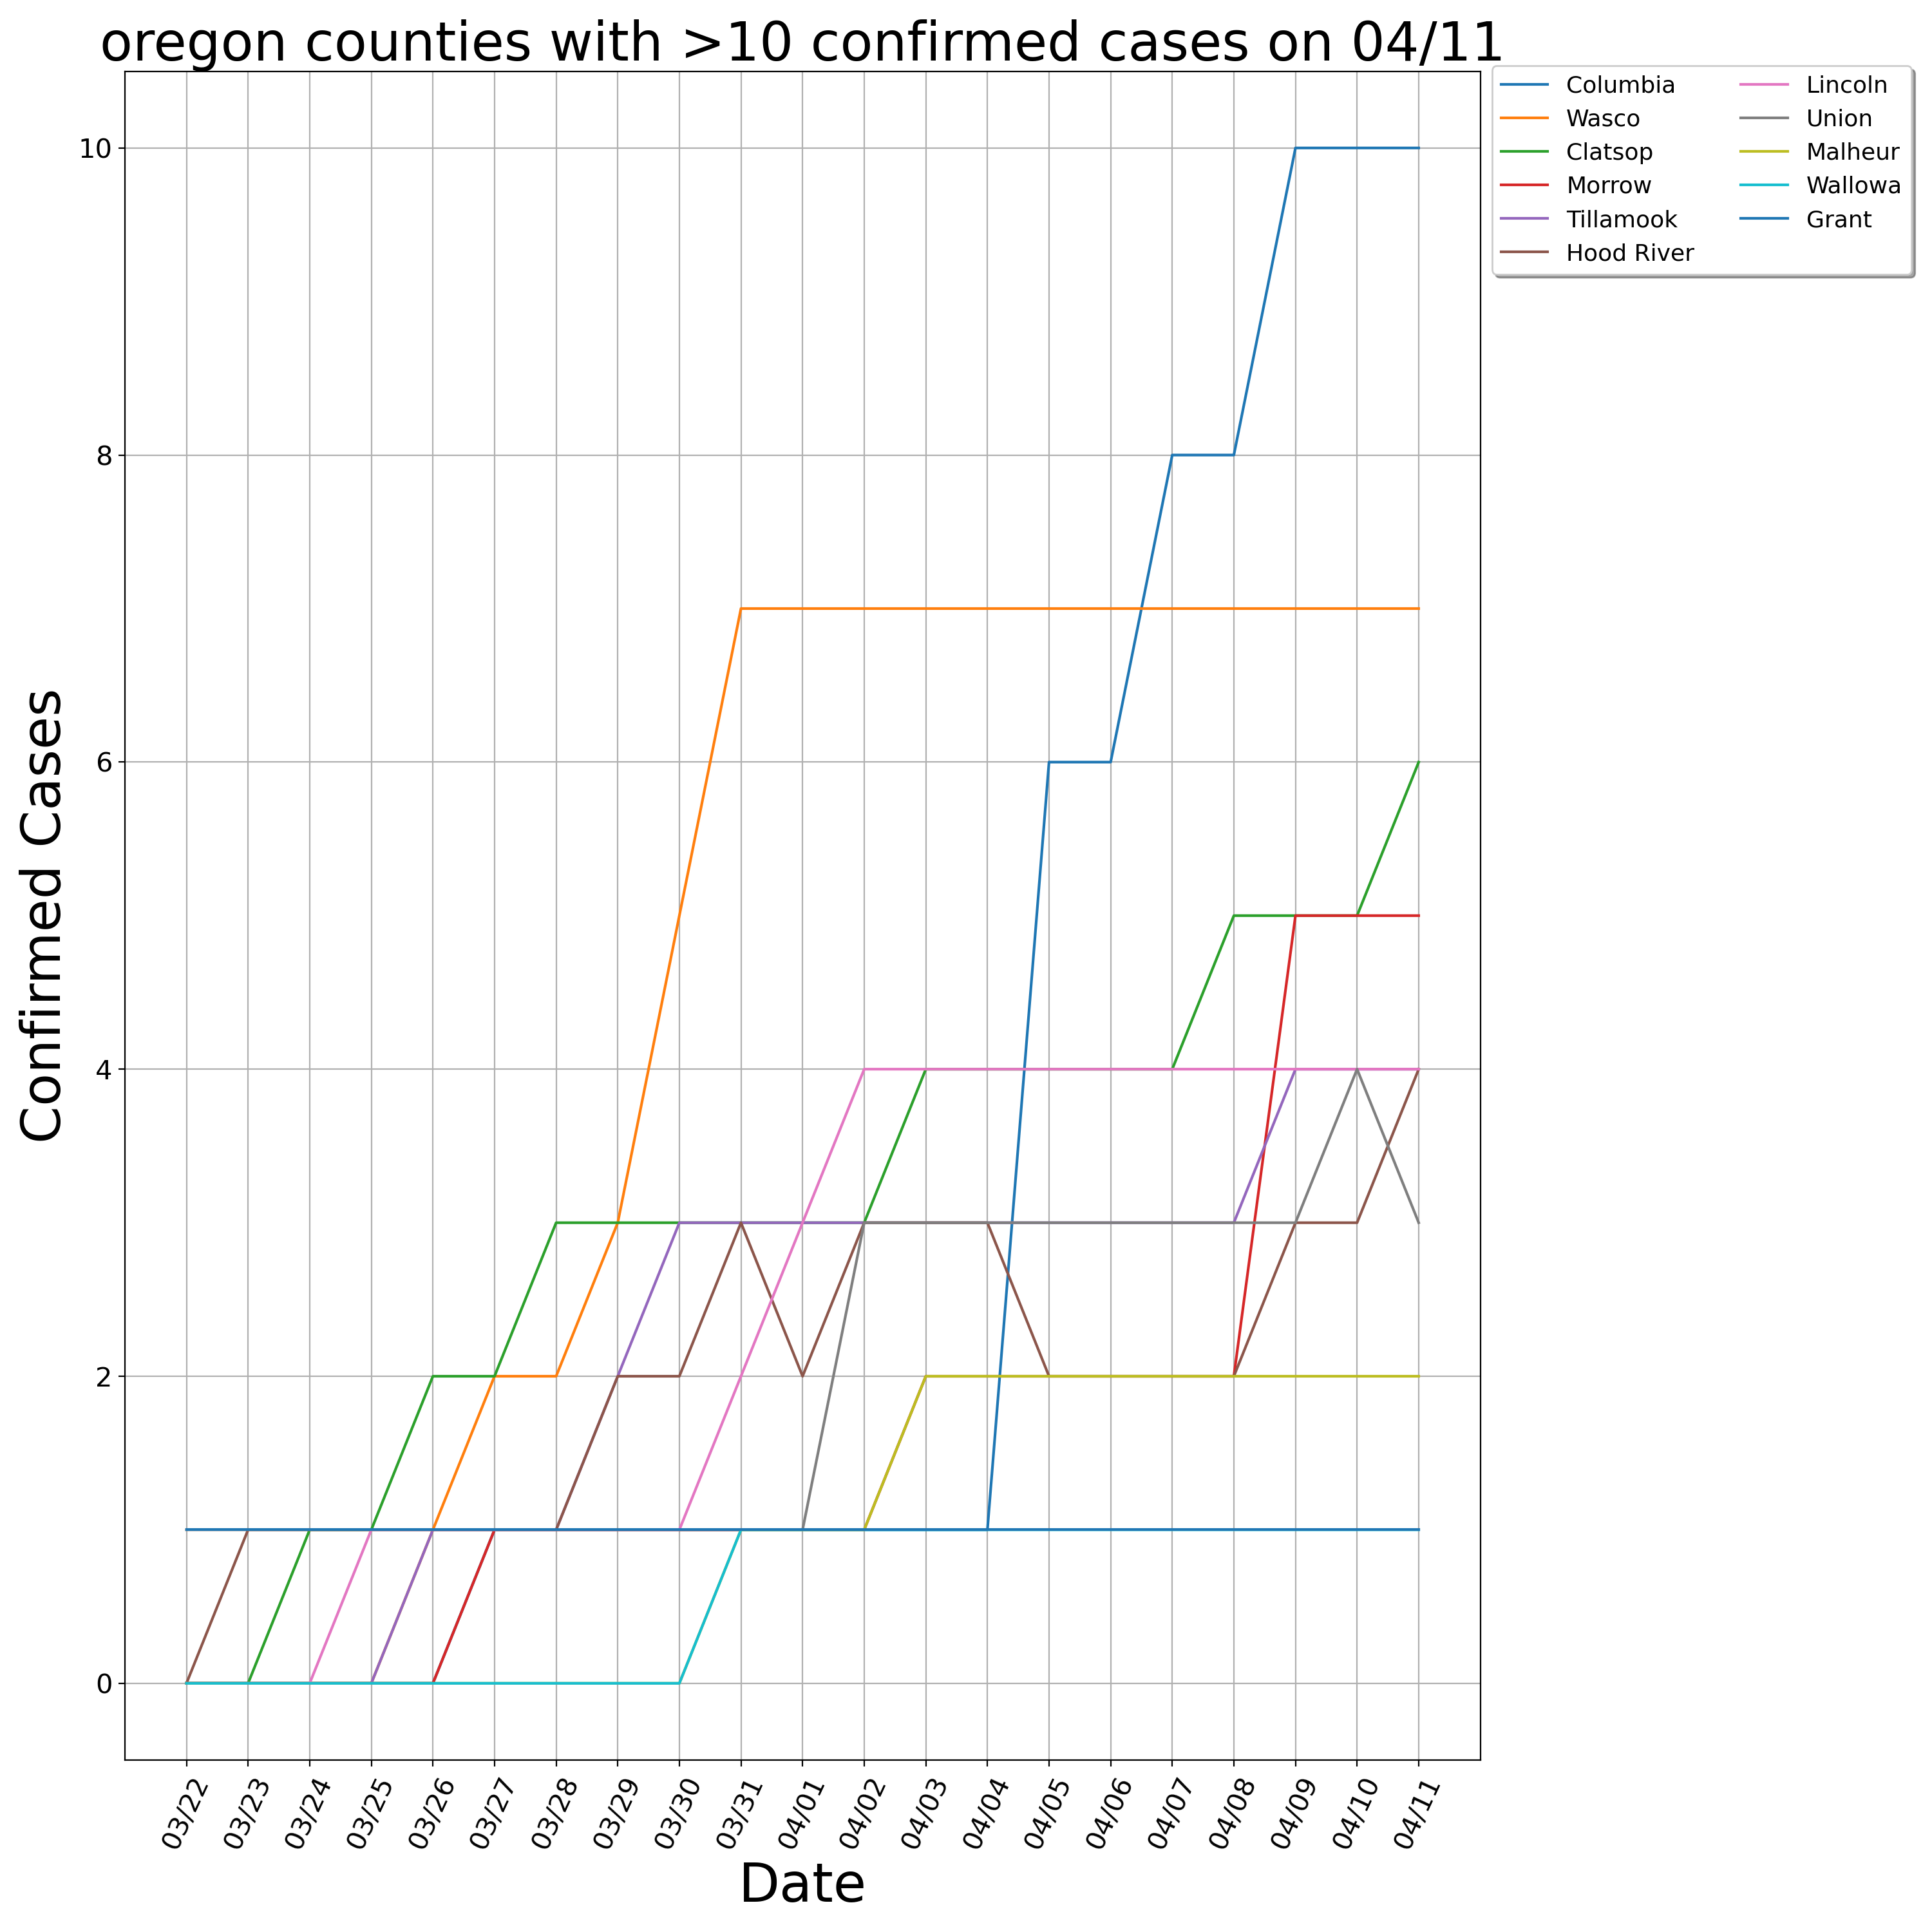 oregon counties with >10 confirmed cases on 04/11
Columbia
Wasco
Clatsop
Morrow
Tillamook
Hood River
Lincoln
Union
Malheur
Wallowa
Grant
Confirmed Cases
10
8
6
4
2
0
03/22
03/23
03/24
03/25
03/26
03/27
03/28
03/29
03/30
03/31
04/01
04/02
04/03
04/04
04/05
04/06
04/07
04/08
04/09
04/10
04/11
Date